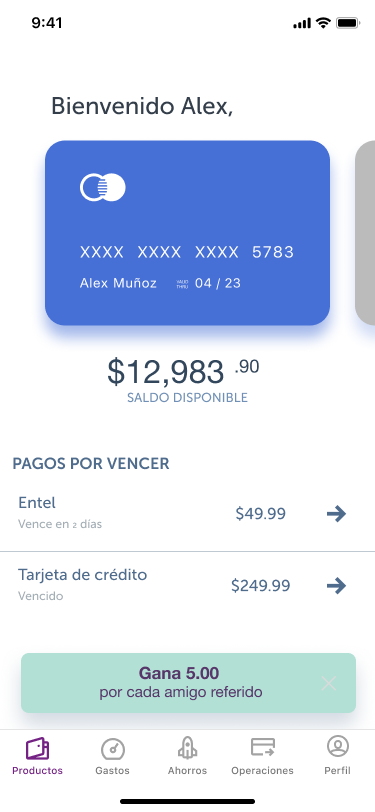 9:41
Bienvenido Alex,
XXXX XXXX XXXX 5783
Alex Muñoz VALID THRU 04 / 23
$12,983 .90
SALDO DISPONIBLE
PAGOS POR VENCER
Entel
$49.99
Vence en 2 días
Tarjeta de crédito
$249.99
Vencido
Gana 5.00
por cada amigo referido
Productos Gastos Ahorros Operaciones Perfil